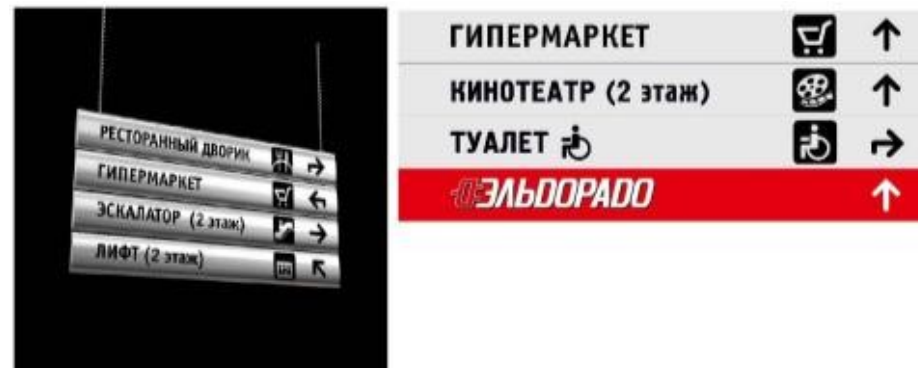 РЕСТОРАННЫЙ ДВОРИК
ГИПЕРМАРКЕТ
ЭСКАЛАТОР (2 этаж)
ЛИФТ (2 этаж)
ГИПЕРМАРКЕТ
КИНОТЕАТР (2 этаж)
ТУАЛЕТ
ЭЛЬДОРАДО